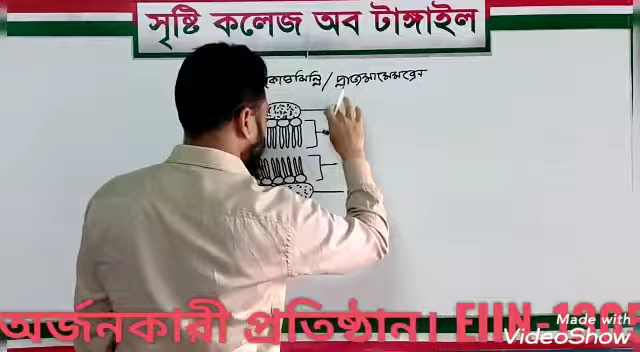 সৃষ্টি কলেজ অব টাঙ্গাইল
/ প্লাজমামেমব্রেন
অর্জনকারী প্রতিষ্ঠান। EIIN
Made with
VideoShow